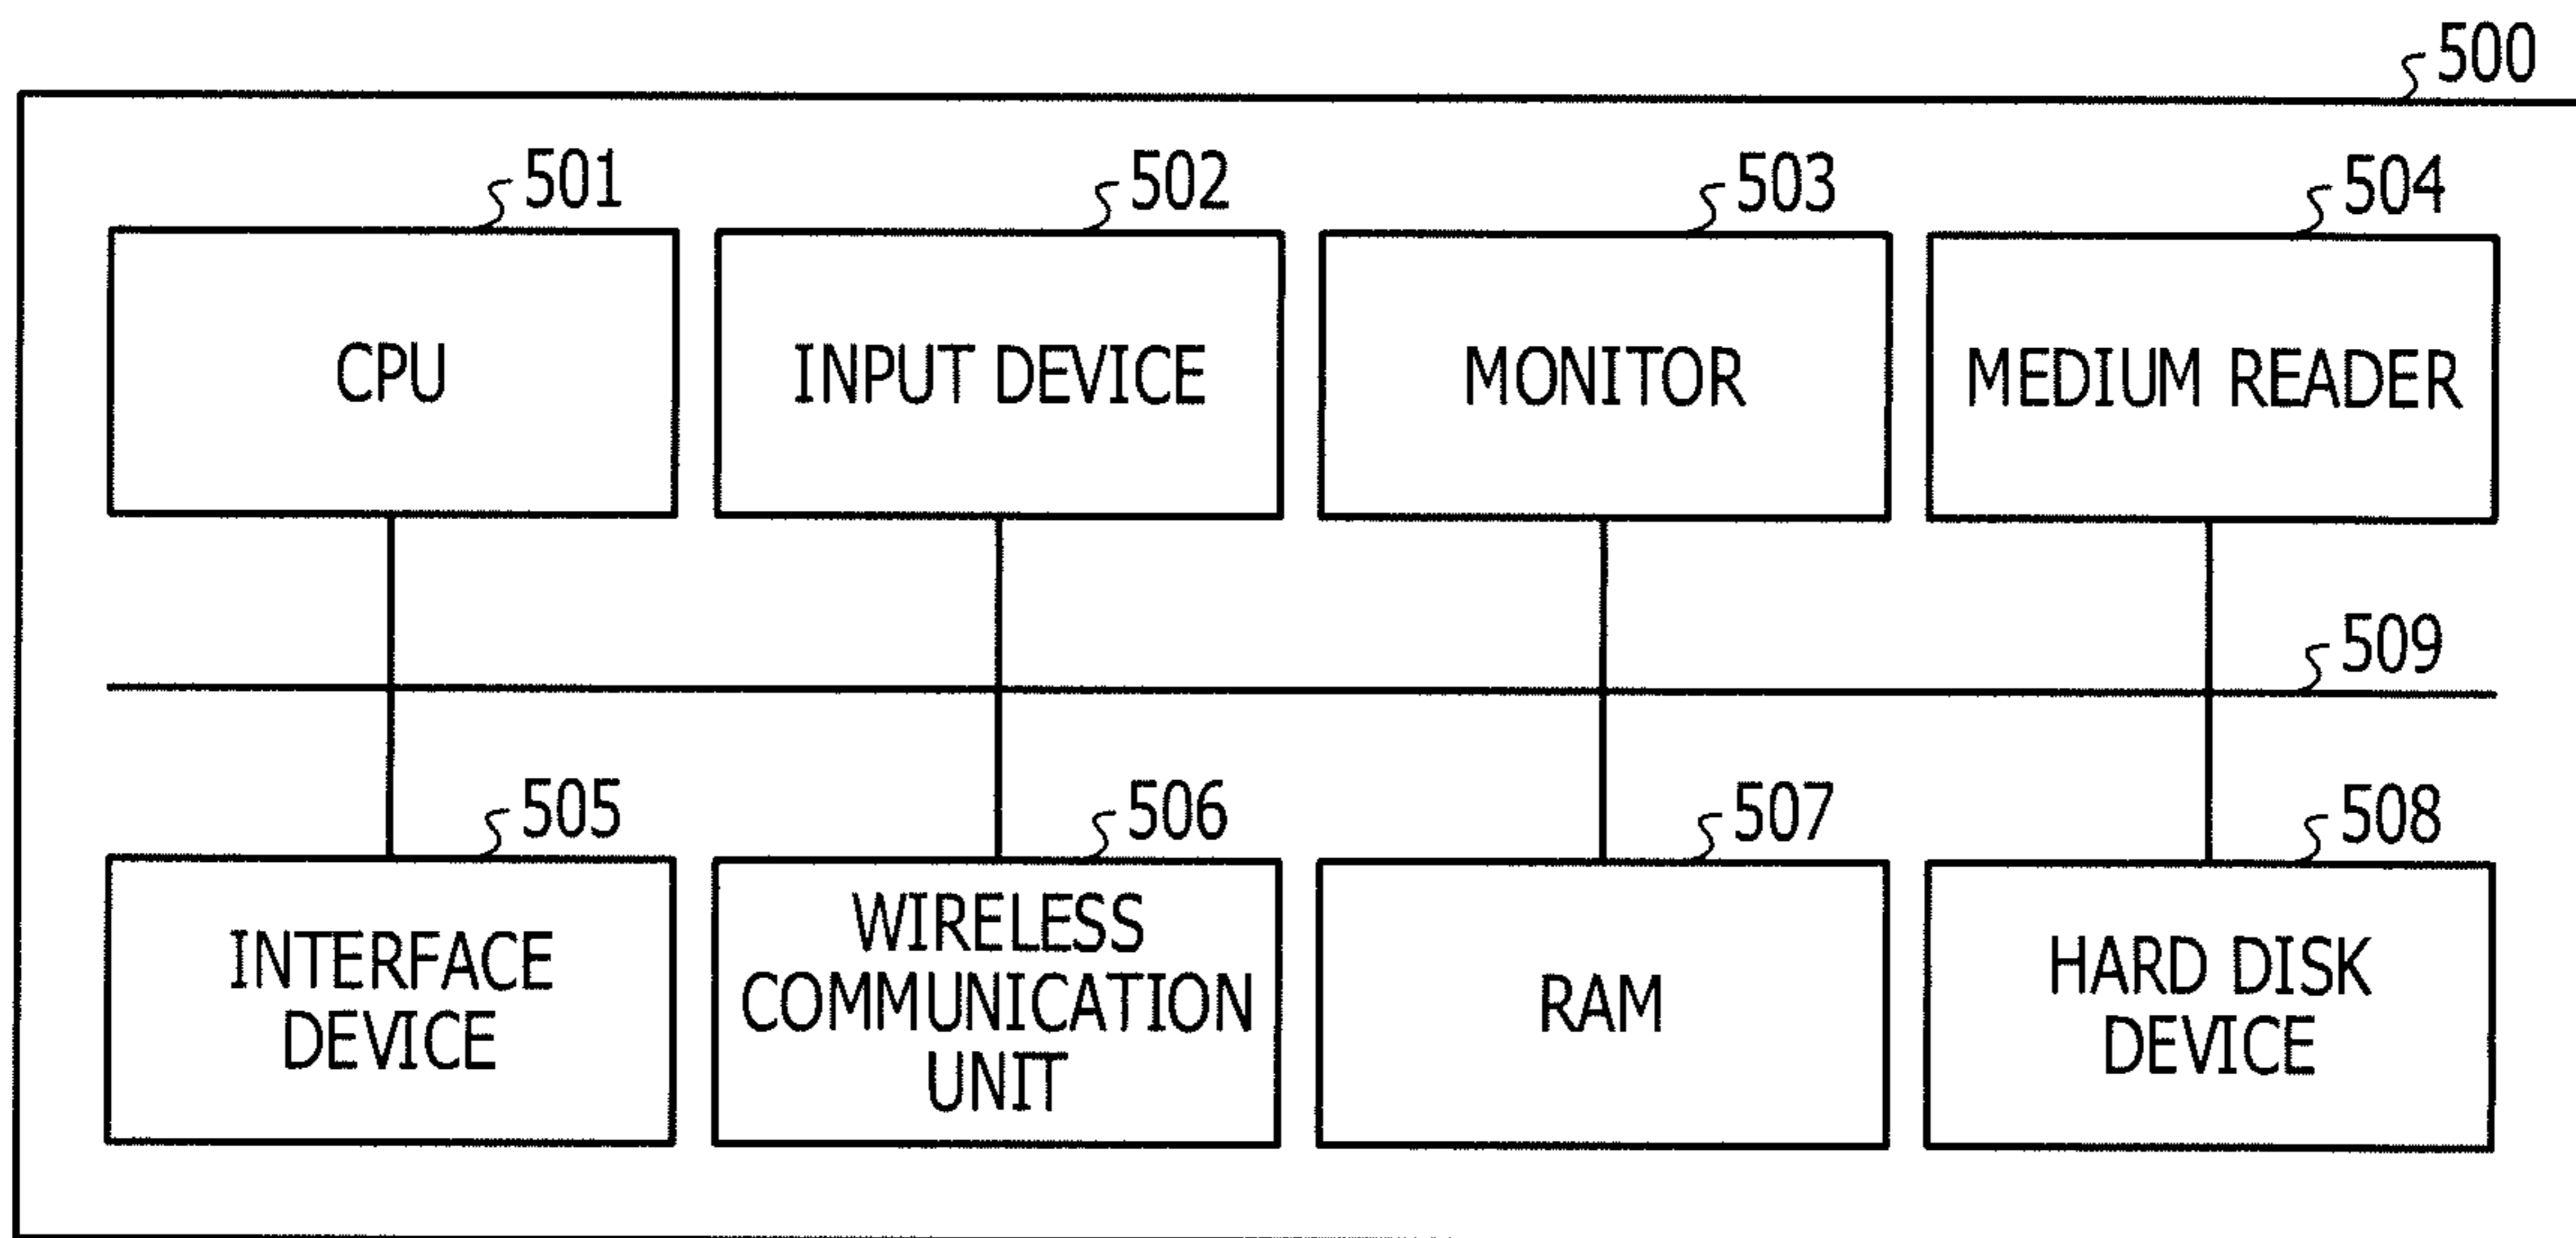 500
501
502
503
504
CPU
INPUT DEVICE
MONITOR
MEDIUM READER
509
505
506
507
508
INTERFACE
DEVICE
WIRELESS
COMMUNICATION
UNIT
RAM
HARD DISK
DEVICE